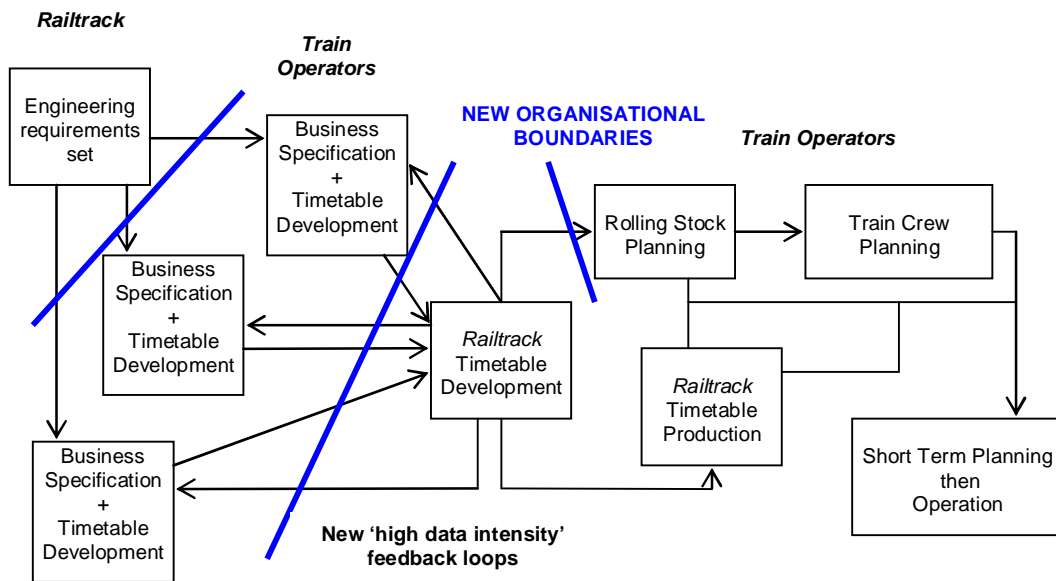 Railtrack
Train
Operators
Engineering
requirements
set
Business
Specification
+
Timetable
Development
NEW ORGANISATIONAL
BOUNDARIES
Train Operators
Rolling Stock
Planning
Train Crew
Planning
Business
Specification
+
Timetable
Development
Railtrack
Timetable
Development
Railtrack
Timetable
Production
Business
Specification
+
Timetable
Development
Short Term Planning
then
Operation
New ‘high data intensity’
feedback loops